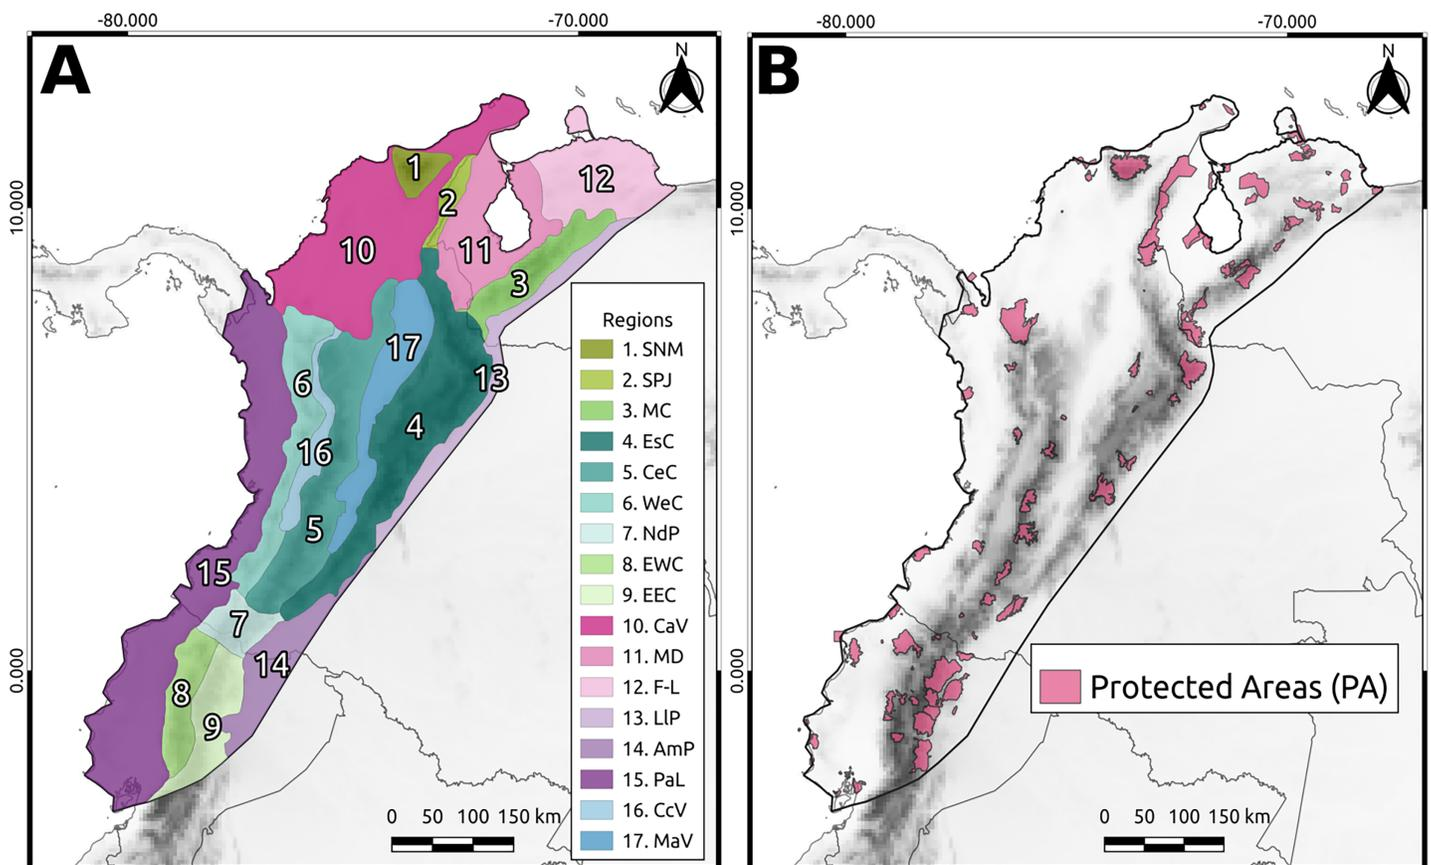 -80.000
-70.000
A
N
10.000
0.000
1
2
3
4
5
6
7
8
9
10
11
12
13
14
15
16
17
Regions
1. SNM
2. SPJ
3. MC
4. EsC
5. CeC
6. WeC
7. NdP
8. EWC
9. EEC
10. CaV
11. MD
12. F-L
13. LlP
14. AmP
15. PaL
16. CcV
17. MaV
0 50 100 150 km
-80.000
-70.000
B
N
10.000
0.000
Protected Areas (PA)
0 50 100 150 km